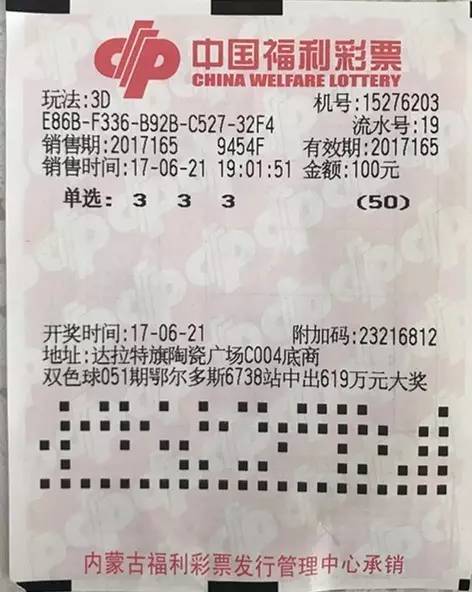 中国福利彩票
CHINA WELFARE LOTTERY
玩法:3D 机号:15276203
E86B-F336-B92B-C527-32F4 流水号:19
销售期:2017165 9454F 有效期:2017165
销售时间:17-06-21 19:01:51 金额:100元
单选: 3 3 3 (50)
开奖时间:17-06-21 附加码:23216812
地址:达拉特旗陶瓷广场C004底商
双色球051期鄂尔多斯6738站中出619万元大奖
内蒙古福利彩票发行管理中心承销